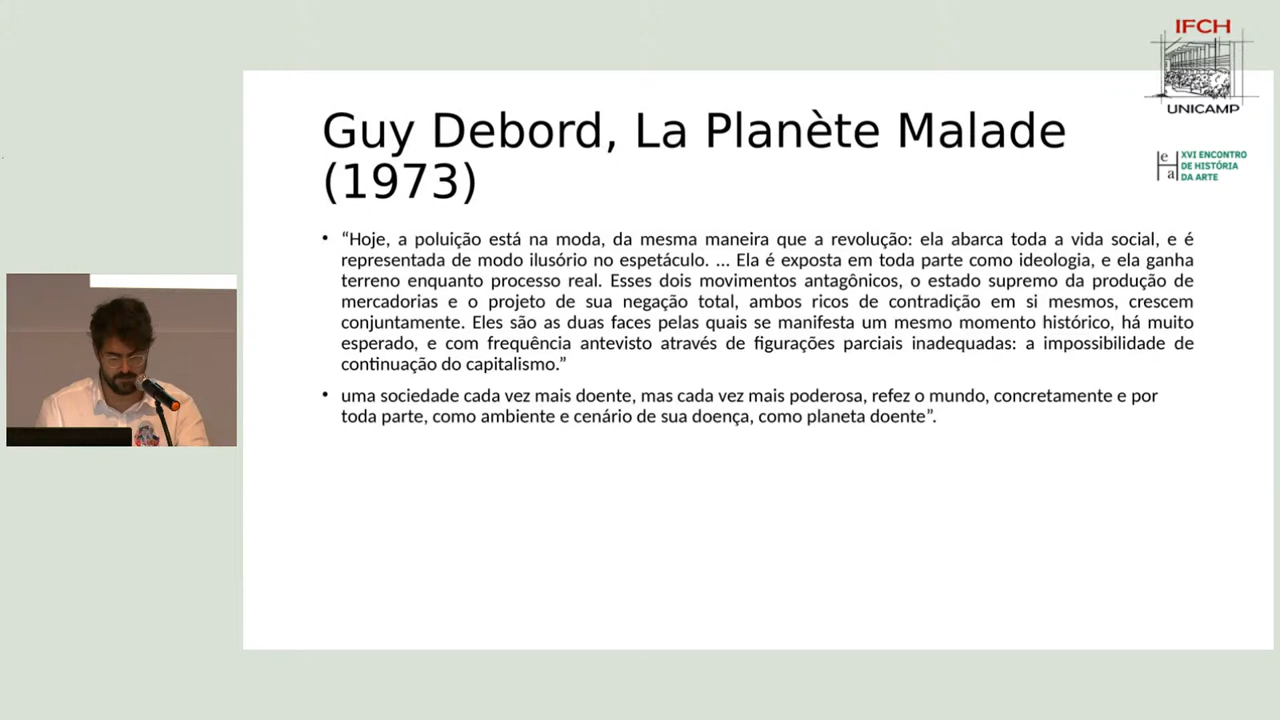 IFCH
UNICAMP
Guy Debord, La Planète Malade
(1973)
e
a
XVI ENCONTRO
DE HISTÓRIA
DA ARTE
• “Hoje, a poluição está na moda, da mesma maneira que a revolução: ela abarca toda a vida social, e é
representada de modo ilusório no espetáculo. ... Ela é exposta em toda parte como ideologia, e ela ganha
terreno enquanto processo real. Esses dois movimentos antagônicos, o estado supremo da produção de
mercadorias e o projeto de sua negação total, ambos ricos de contradição em si mesmos, crescem
conjuntamente. Eles são as duas faces pelas quais se manifesta um mesmo momento histórico, há muito
esperado, e com frequência antevisto através de figurações parciais inadequadas: a impossibilidade de
continuação do capitalismo.”
• uma sociedade cada vez mais doente, mas cada vez mais poderosa, refez o mundo, concretamente e por
toda parte, como ambiente e cenário de sua doença, como planeta doente”.